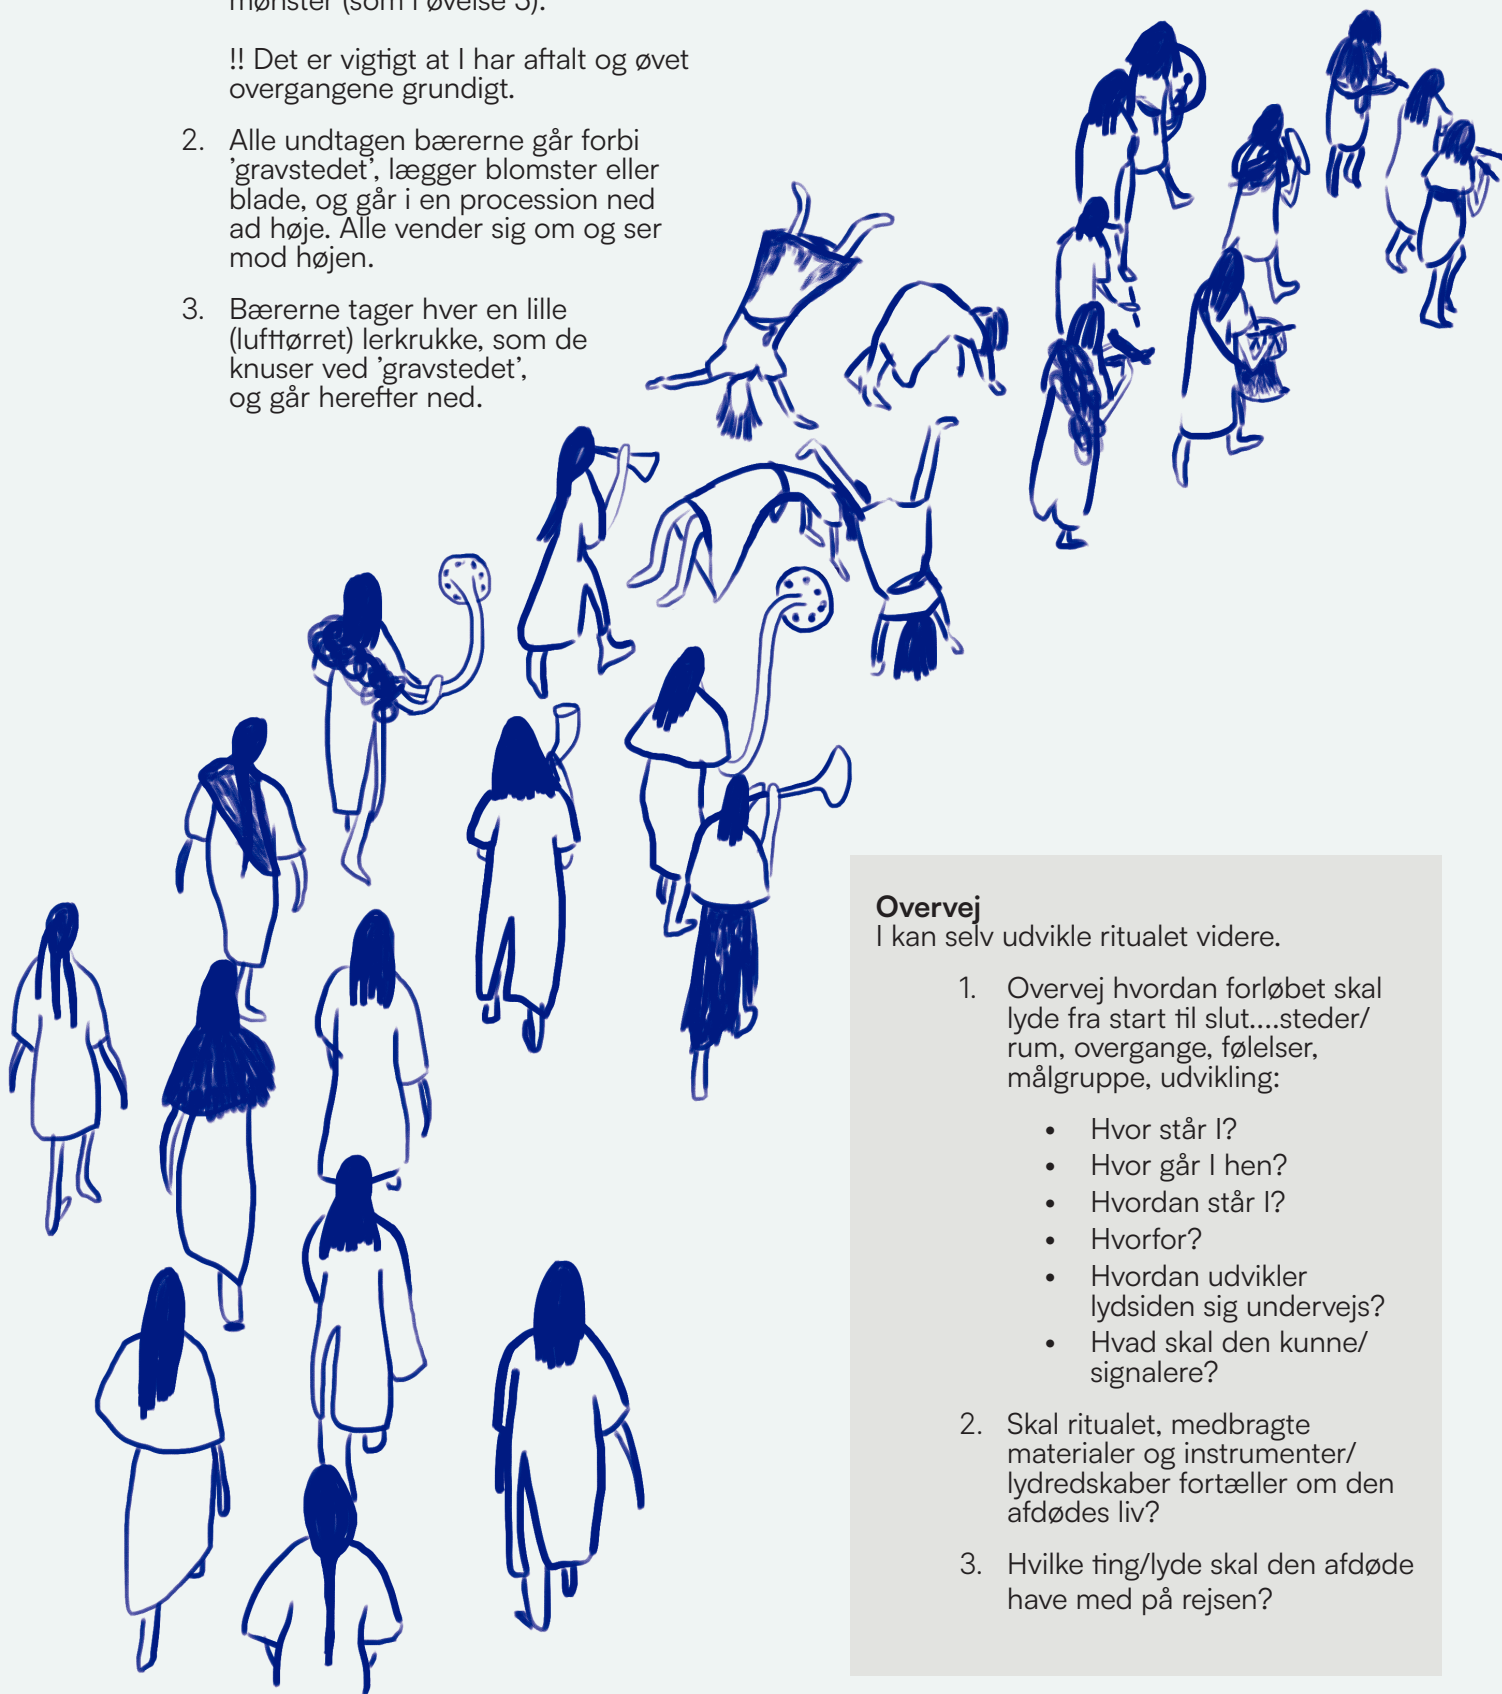 mønster (som i øvelse 3).
!! Det er vigtigt at I har aftalt og øvet
overgangene grundigt.
2. Alle undtagen bærerne går forbi
’gravstedet’, lægger blomster eller
blade, og går i en procession ned
ad høje. Alle vender sig om og ser
mod højen.
3. Bærerne tager hver en lille
(lufttørret) lerkrukke, som de
knuser ved ’gravstedet’,
og går herefter ned.
Overvej
I kan selv udvikle ritualet videre.
1. Overvej hvordan forløbet skal
lyde fra start til slut....steder/
rum, overgange, følelser,
målgruppe, udvikling:
• Hvor står I?
• Hvor går I hen?
• Hvordan står I?
• Hvorfor?
• Hvordan udvikler
lydsiden sig undervejs?
• Hvad skal den kunne/
signalere?
2. Skal ritualet, medbragte
materialer og instrumenter/
lydredskaber fortæller om den
afdødes liv?
3. Hvilke ting/lyde skal den afdøde
have med på rejsen?